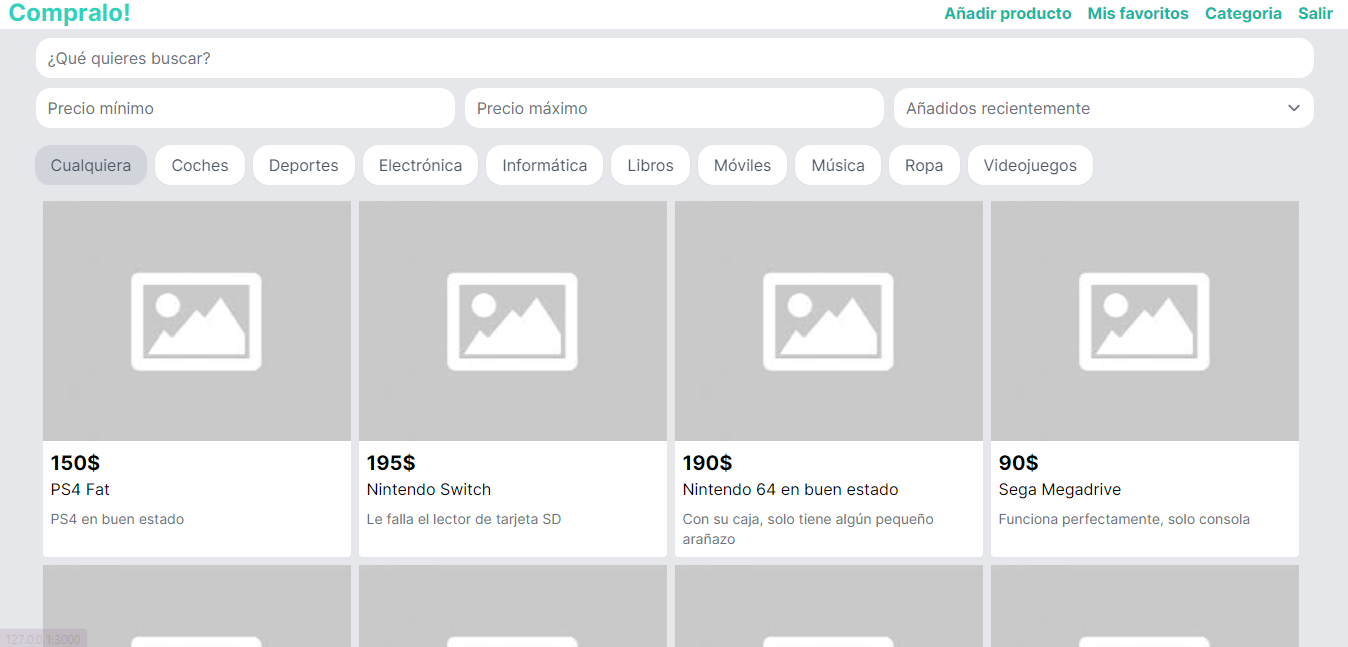 Compralo!
Añadir producto Mis favoritos Categoria Salir
¿Qué quieres buscar?
Precio mínimo Precio máximo Añadidos recientemente
Cualquiera Coches Deportes Electrónica Informática Libros Móviles Música Ropa Videojuegos
150$
PS4 Fat
PS4 en buen estado
195$
Nintendo Switch
Le falla el lector de tarjeta SD
190$
Nintendo 64 en buen estado
Con su caja, solo tiene algún pequeño
arañazo
90$
Sega Megadrive
Funciona perfectamente, solo consola
127.0.0.1:3000